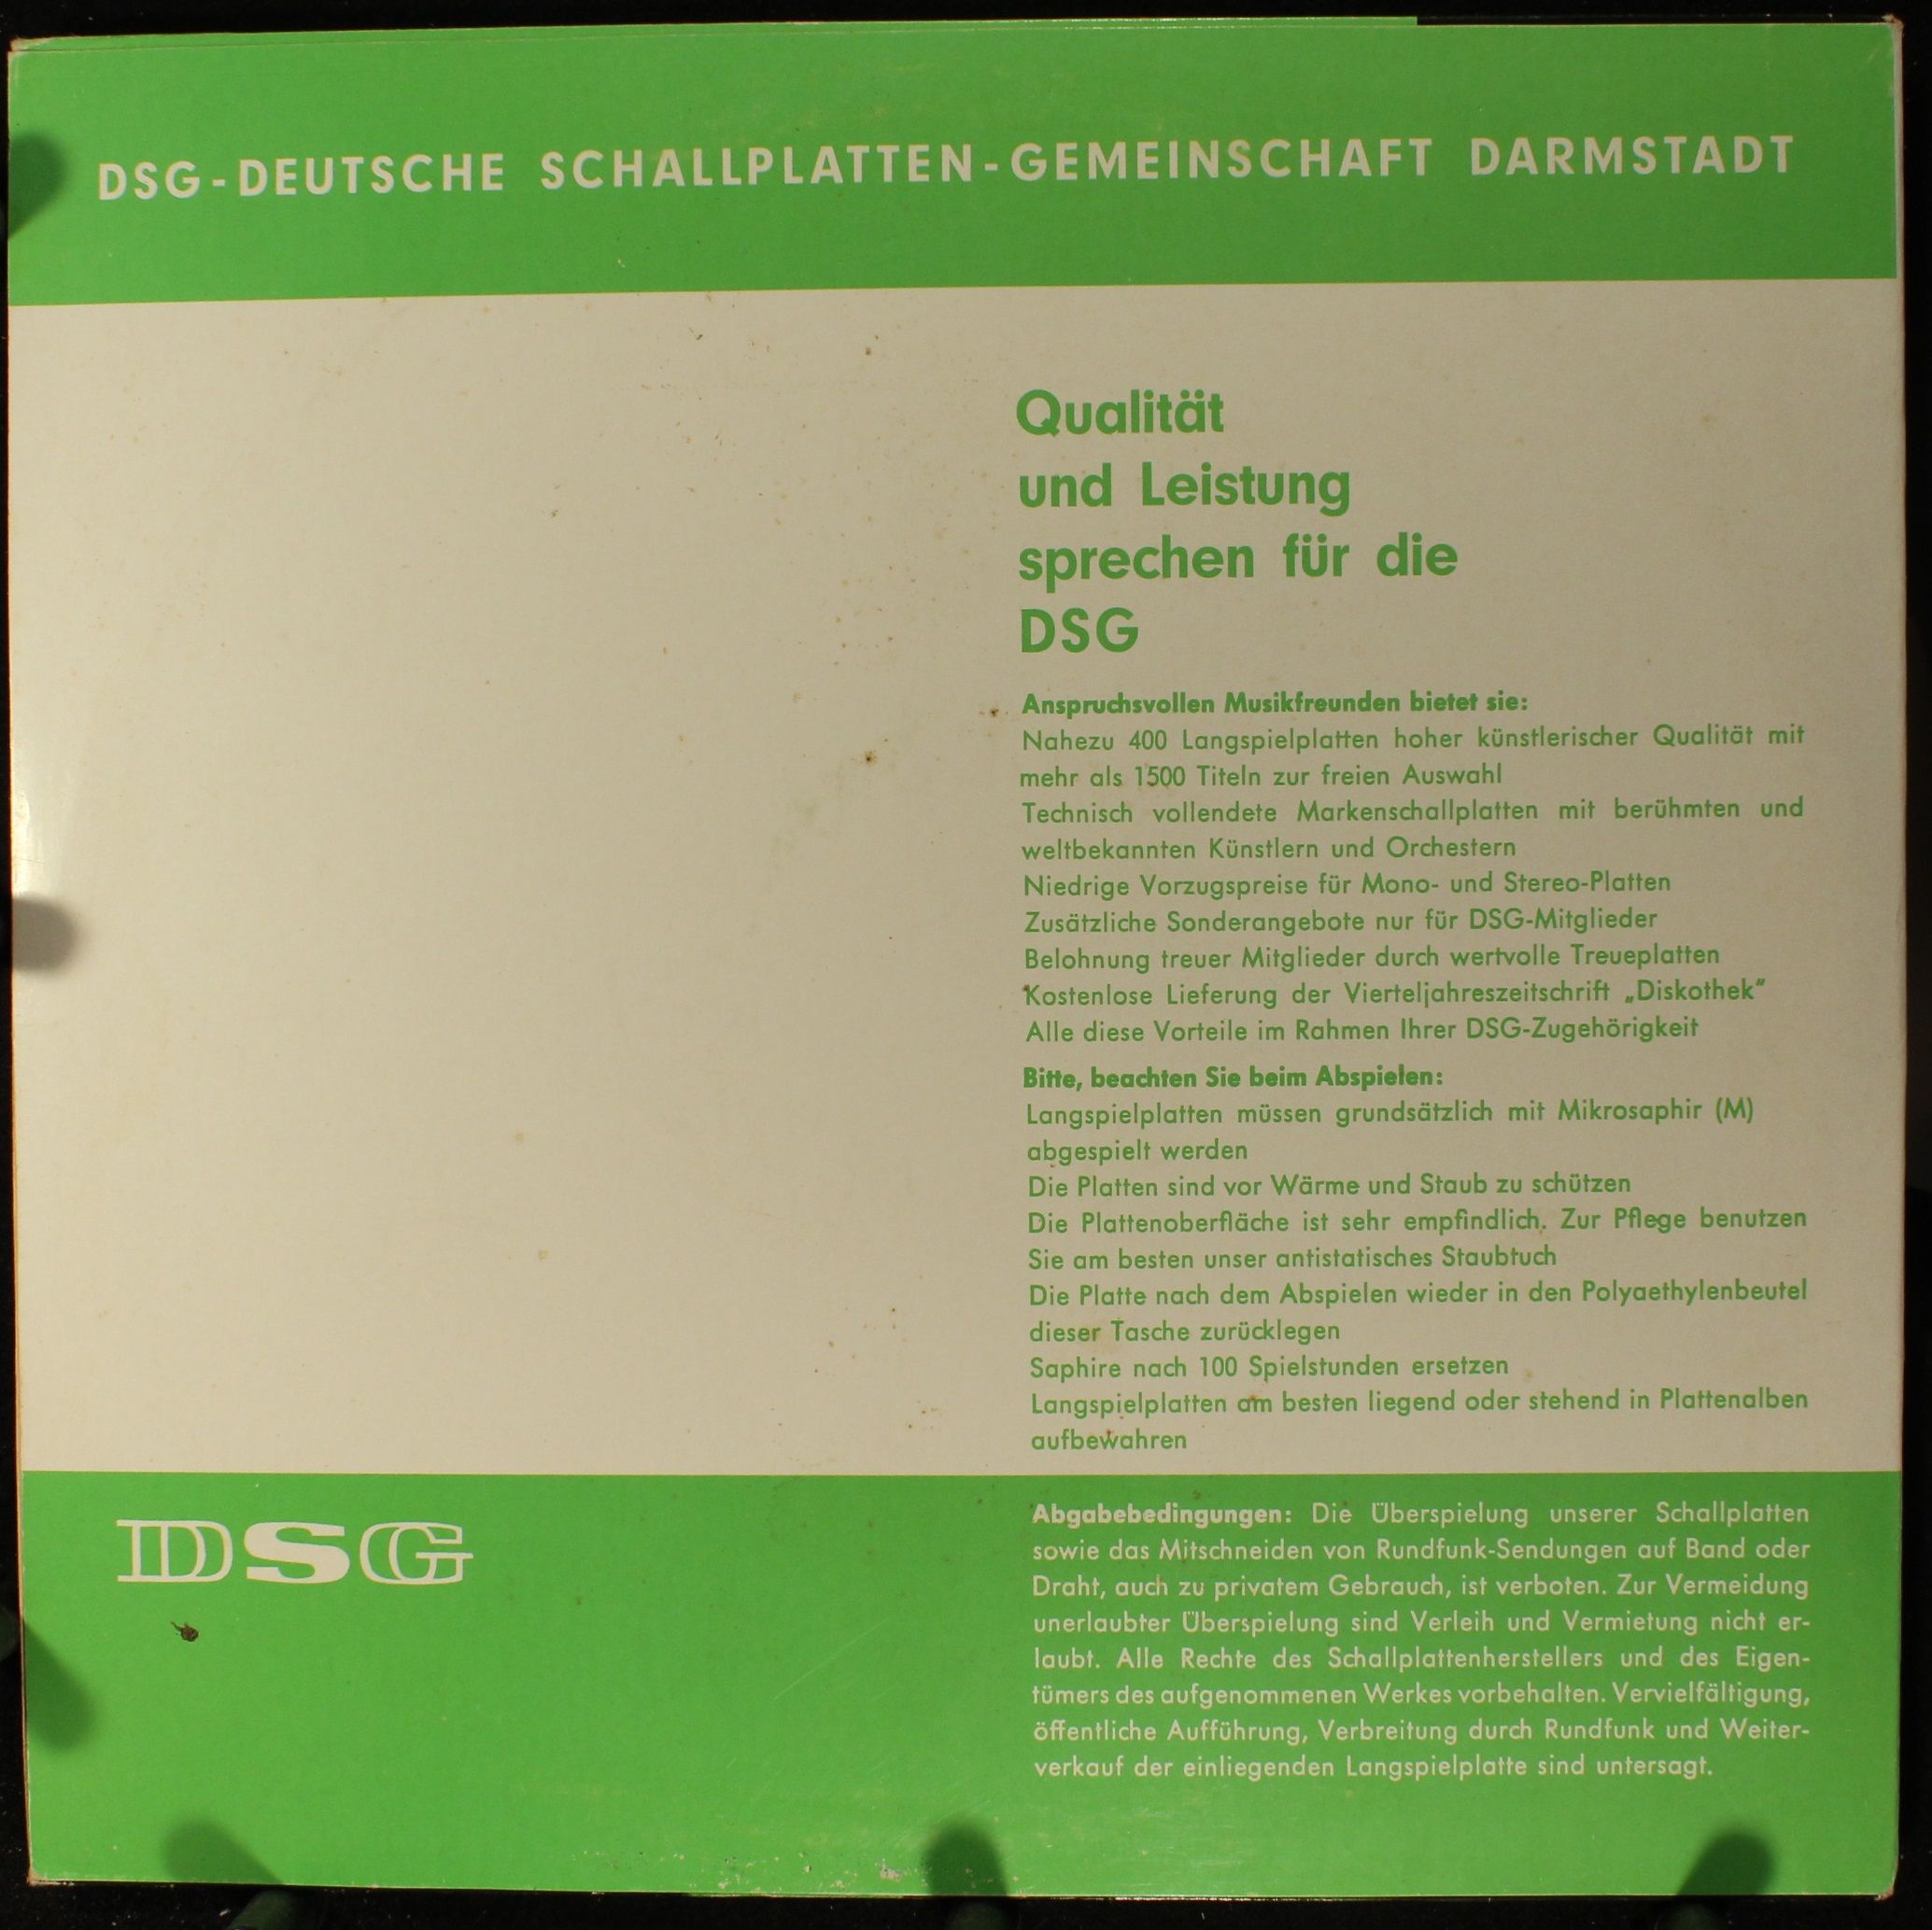 DSG-DEUTSCHE SCHALLPLATTEN-GEMEINSCHAFT DARMSTADT
Qualität
und Leistung
sprechen für die
DSG
Anspruchsvollen Musikfreunden bietet sie:
Nahezu 400 Langspielplatten hoher künstlerischer Qualität mit
mehr als 1500 Titeln zur freien Auswahl
Technisch vollendete Markenschallplatten mit berühmten und
weltbekannten Künstlern und Orchestern
Niedrige Vorzugspreise für Mono- und Stereo-Platten
Zusätzliche Sonderangebote nur für DSG-Mitglieder
Belohnung treuer Mitglieder durch wertvolle Treueplatten
Kostenlose Lieferung der Vierteljahreszeitschrift „Diskothek“
Alle diese Vorteile im Rahmen Ihrer DSG-Zugehörigkeit
Bitte, beachten Sie beim Abspielen:
Langspielplatten müssen grundsätzlich mit Mikrosaphir (M)
abgespielt werden
Die Platten sind vor Wärme und Staub zu schützen
Die Plattenoberfläche ist sehr empfindlich. Zur Pflege benutzen
Sie am besten unser antistatisches Staubtuch
Die Platte nach dem Abspielen wieder in den Polyaethylenbeutel
dieser Tasche zurücklegen
Saphire nach 100 Spielstunden ersetzen
Langspielplatten am besten liegend oder stehend in Plattenalben
aufbewahren
DSG
Abgabebedingungen: Die Überspielung unserer Schallplatten
sowie das Mitschneiden von Rundfunk-Sendungen auf Band oder
Draht, auch zu privatem Gebrauch, ist verboten. Zur Vermeidung
unerlaubter Überspielung sind Verleih und Vermietung nicht er-
laubt. Alle Rechte des Schallplattenherstellers und des Eigen-
tümers des aufgenommenen Werkes vorbehalten. Vervielfältigung,
öffentliche Aufführung, Verbreitung durch Rundfunk und Weiter-
verkauf der einliegenden Langspielplatte sind untersagt.